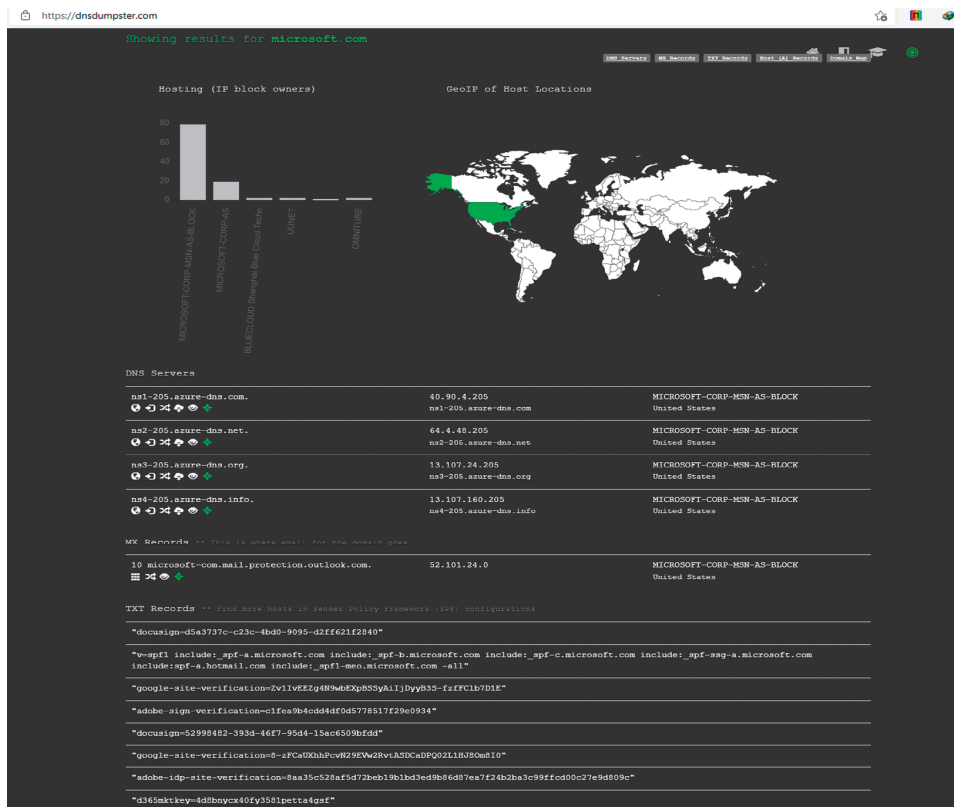 https://dnsdumpster.com
Showing results for microsoft.com
DNS Servers MX Records TXT Records Host (A) Records Domain Map
Hosting (IP block owners)
GeoIP of Host Locations
80
60
40
20
0
MICROSOFT-CORP-MSN-AS-BLOCK
MICROSOFT-CORP-AS
BLUECLOUD Shanghai Blue Cloud Techn
UUNET
OMNITURE
DNS Servers
ns1-205.azure-dns.com. 40.90.4.205 MICROSOFT-CORP-MSN-AS-BLOCK
ns1-205.azure-dns.com United States
ns2-205.azure-dns.net. 64.4.48.205 MICROSOFT-CORP-MSN-AS-BLOCK
ns2-205.azure-dns.net United States
ns3-205.azure-dns.org. 13.107.24.205 MICROSOFT-CORP-MSN-AS-BLOCK
ns3-205.azure-dns.org United States
ns4-205.azure-dns.info. 13.107.160.205 MICROSOFT-CORP-MSN-AS-BLOCK
ns4-205.azure-dns.info United States
MX Records ** This is where email for the domain goes
10 microsoft-com.mail.protection.outlook.com. 52.101.24.0 MICROSOFT-CORP-MSN-AS-BLOCK
United States
TXT Records ** Find more hosts in Sender Policy Framework (SPF) configurations
"docusign=d5a3737c-c23c-4bd0-9095-d2ff621f2840"
"v=spf1 include:_spf-a.microsoft.com include:_spf-b.microsoft.com include:_spf-c.microsoft.com include:_spf-ssg-a.microsoft.com
include:spf-a.hotmail.com include:_spf1-meo.microsoft.com -all"
"google-site-verification=Zv1IvEEZg4N9wbEXpBSSyAiIjDyyB3S-fzfFClb7D1E"
"adobe-sign-verification=c1fea9b4cdd4df0d5778517f29e0934"
"docusign=52998482-393d-46f7-95d4-15ac6509bfdd"
"google-site-verification=8-zFCaUXhhPcvN29EVw2RvtASDCaDPQ02L1HJ8Om8I0"
"adobe-idp-site-verification=8aa35c528af5d72beb19b1bd3ed9b86d87ea7f24b2ba3c99ffcd00c27e9d809c"
"d365mktkey=4d8bnycx40fy3581petta4gsf"